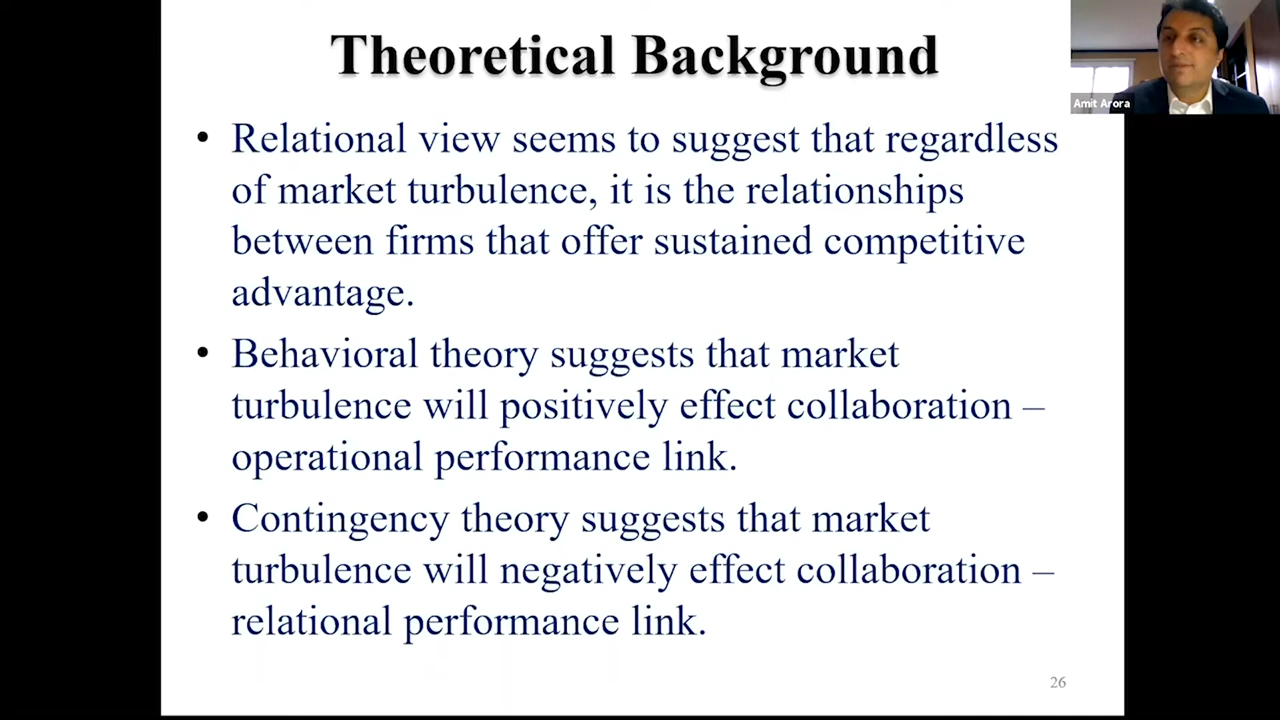 Theoretical Background
• Relational view seems to suggest that regardless
of market turbulence, it is the relationships
between firms that offer sustained competitive
advantage.
• Behavioral theory suggests that market
turbulence will positively effect collaboration –
operational performance link.
• Contingency theory suggests that market
turbulence will negatively effect collaboration –
relational performance link.
26
Amit Arora